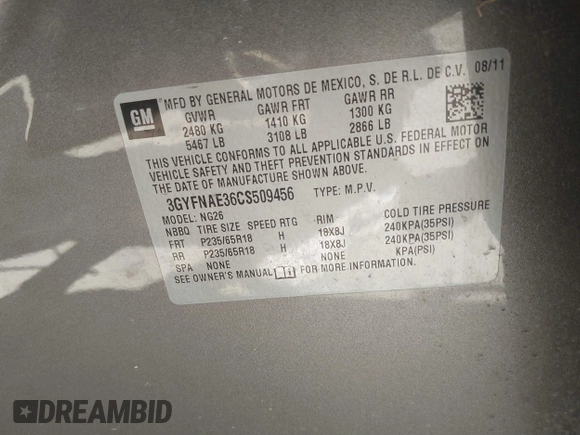 GM
MFD BY GENERAL MOTORS DE MEXICO, S. DE R.L. DE C.V. 08/11
GVWR GAWR FRT GAWR RR
2480 KG 1410 KG 1300 KG
5467 LB 3108 LB 2866 LB
THIS VEHICLE CONFORMS TO ALL APPLICABLE U.S. FEDERAL MOTOR
VEHICLE SAFETY AND THEFT PREVENTION STANDARDS IN EFFECT ON
THE DATE OF MANUFACTURE SHOWN ABOVE.
3GYFNAE36CS509456 TYPE: M.P.V.
MODEL: NG26
NBBQ TIRE SIZE SPEED RTG RIM COLD TIRE PRESSURE
FRT P235/65R18 H 18X8J 240KPA(35PSI)
RR P235/65R18 H 18X8J 240KPA(35PSI)
SPA NONE NONE KPA(PSI)
SEE OWNER'S MANUAL FOR MORE INFORMATION.
DREAMBID